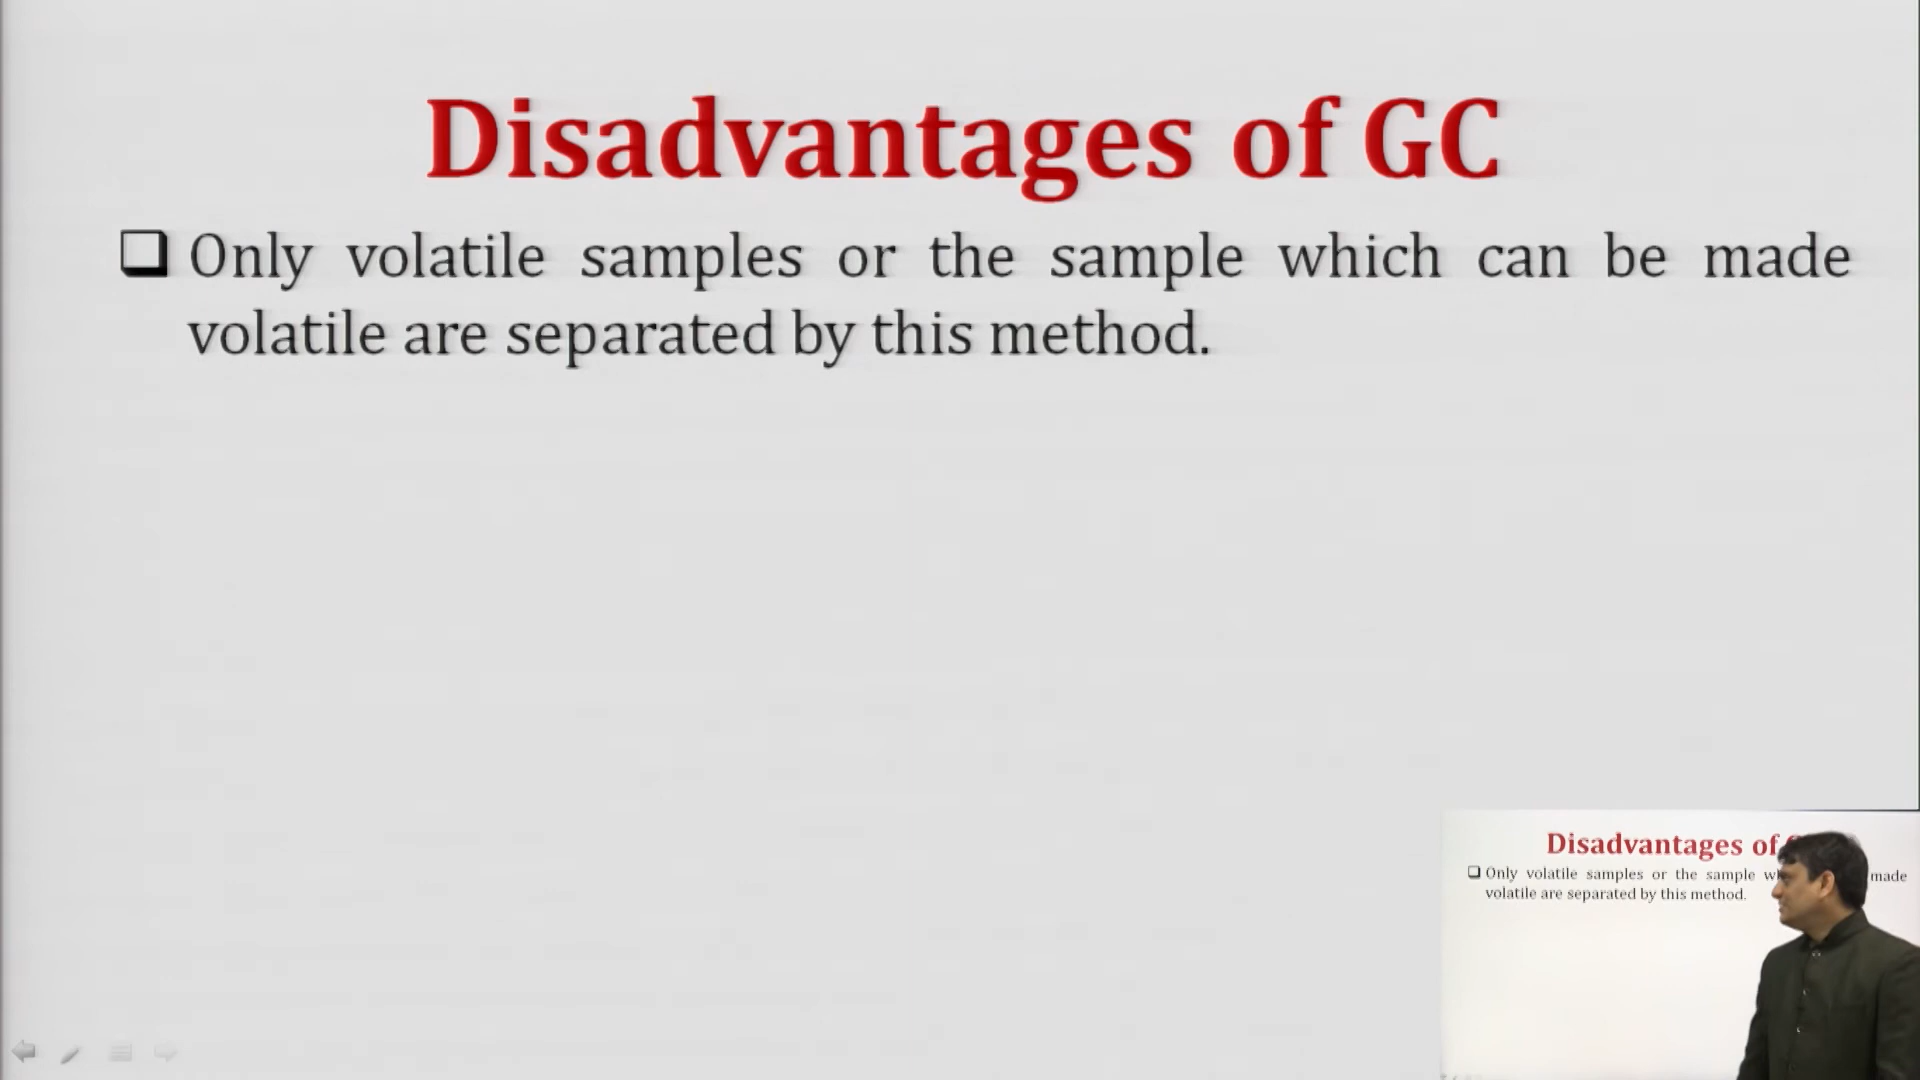 Disadvantages of GC
Only volatile samples or the sample which can be made
volatile are separated by this method.
Disadvantages of
Only volatile samples or the sample made
volatile are separated by this method.